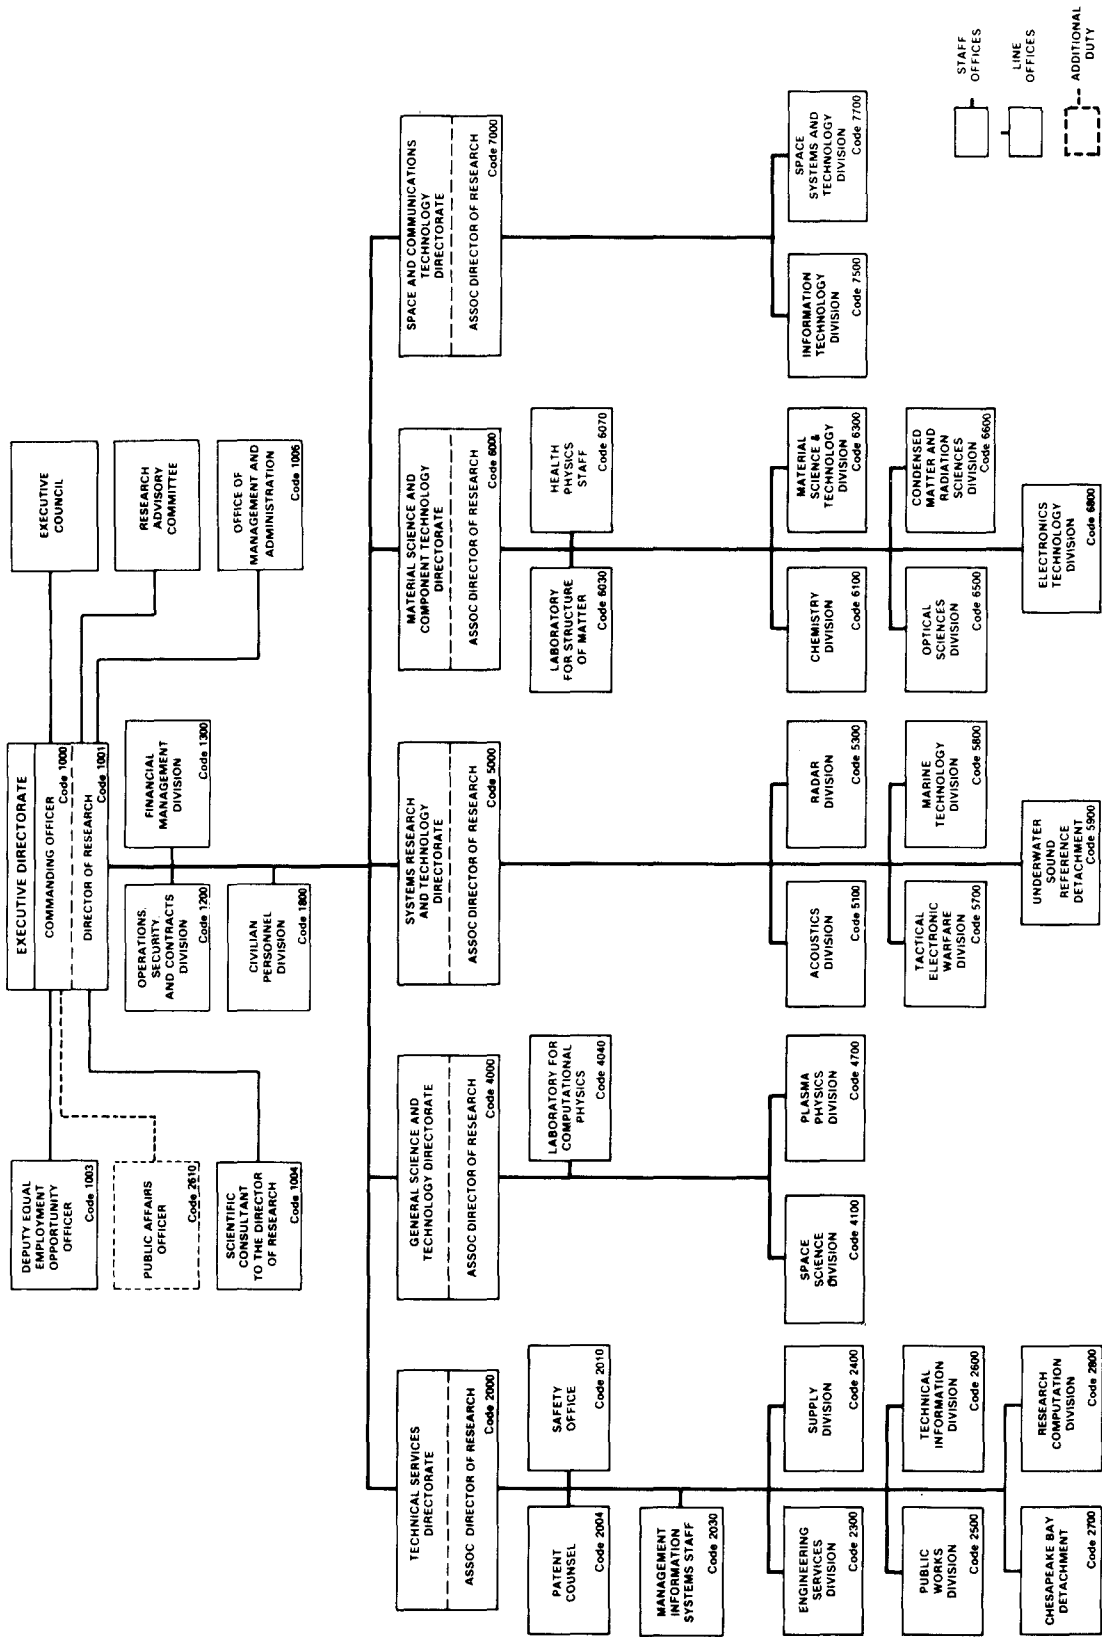 EXECUTIVE DIRECTORATE
COMMANDING OFFICER
Code 1000
DIRECTOR OF RESEARCH
Code 1001
DEPUTY EQUAL
EMPLOYMENT
OPPORTUNITY
OFFICER
Code 1003
PUBLIC AFFAIRS
OFFICER
Code 2610
SCIENTIFIC
CONSULTANT
TO THE DIRECTOR
OF RESEARCH
Code 1004
EXECUTIVE
COUNCIL
RESEARCH
ADVISORY
COMMITTEE
OFFICE OF
MANAGEMENT AND
ADMINISTRATION
Code 1006
OPERATIONS,
SECURITY,
AND CONTRACTS
DIVISION
Code 1200
FINANCIAL
MANAGEMENT
DIVISION
Code 1300
CIVILIAN
PERSONNEL
DIVISION
Code 1800
TECHNICAL SERVICES
DIRECTORATE
ASSOC DIRECTOR OF RESEARCH
Code 2000
PATENT
COUNSEL
Code 2004
SAFETY
OFFICE
Code 2010
MANAGEMENT
INFORMATION
SYSTEMS STAFF
Code 2030
ENGINEERING
SERVICES
DIVISION
Code 2300
SUPPLY
DIVISION
Code 2400
PUBLIC
WORKS
DIVISION
Code 2500
TECHNICAL
INFORMATION
DIVISION
Code 2600
CHESAPEAKE BAY
DETACHMENT
Code 2700
RESEARCH
COMPUTATION
DIVISION
Code 2800
GENERAL SCIENCE AND
TECHNOLOGY DIRECTORATE
ASSOC DIRECTOR OF RESEARCH
Code 4000
LABORATORY FOR
COMPUTATIONAL
PHYSICS
Code 4040
SPACE
SCIENCE
DIVISION
Code 4100
PLASMA
PHYSICS
DIVISION
Code 4700
SYSTEMS RESEARCH
AND TECHNOLOGY
DIRECTORATE
ASSOC DIRECTOR OF RESEARCH
Code 5000
ACOUSTICS
DIVISION
Code 5100
RADAR
DIVISION
Code 5300
TACTICAL
ELECTRONIC
WARFARE
DIVISION
Code 5700
MARINE
TECHNOLOGY
DIVISION
Code 5800
UNDERWATER
SOUND
REFERENCE
DETACHMENT
Code 5900
MATERIAL SCIENCE AND
COMPONENT TECHNOLOGY
DIRECTORATE
ASSOC DIRECTOR OF RESEARCH
Code 6000
LABORATORY
FOR STRUCTURE
OF MATTER
Code 6030
HEALTH
PHYSICS
STAFF
Code 6070
CHEMISTRY
DIVISION
Code 6100
MATERIAL
SCIENCE &
TECHNOLOGY
DIVISION
Code 6300
OPTICAL
SCIENCES
DIVISION
Code 6500
CONDENSED
MATTER AND
RADIATION
SCIENCES
DIVISION
Code 6600
ELECTRONICS
TECHNOLOGY
DIVISION
Code 6800
SPACE AND COMMUNICATIONS
TECHNOLOGY
DIRECTORATE
ASSOC DIRECTOR OF RESEARCH
Code 7000
INFORMATION
TECHNOLOGY
DIVISION
Code 7500
SPACE
SYSTEMS AND
TECHNOLOGY
DIVISION
Code 7700
STAFF
OFFICES
LINE
OFFICES
ADDITIONAL
DUTY